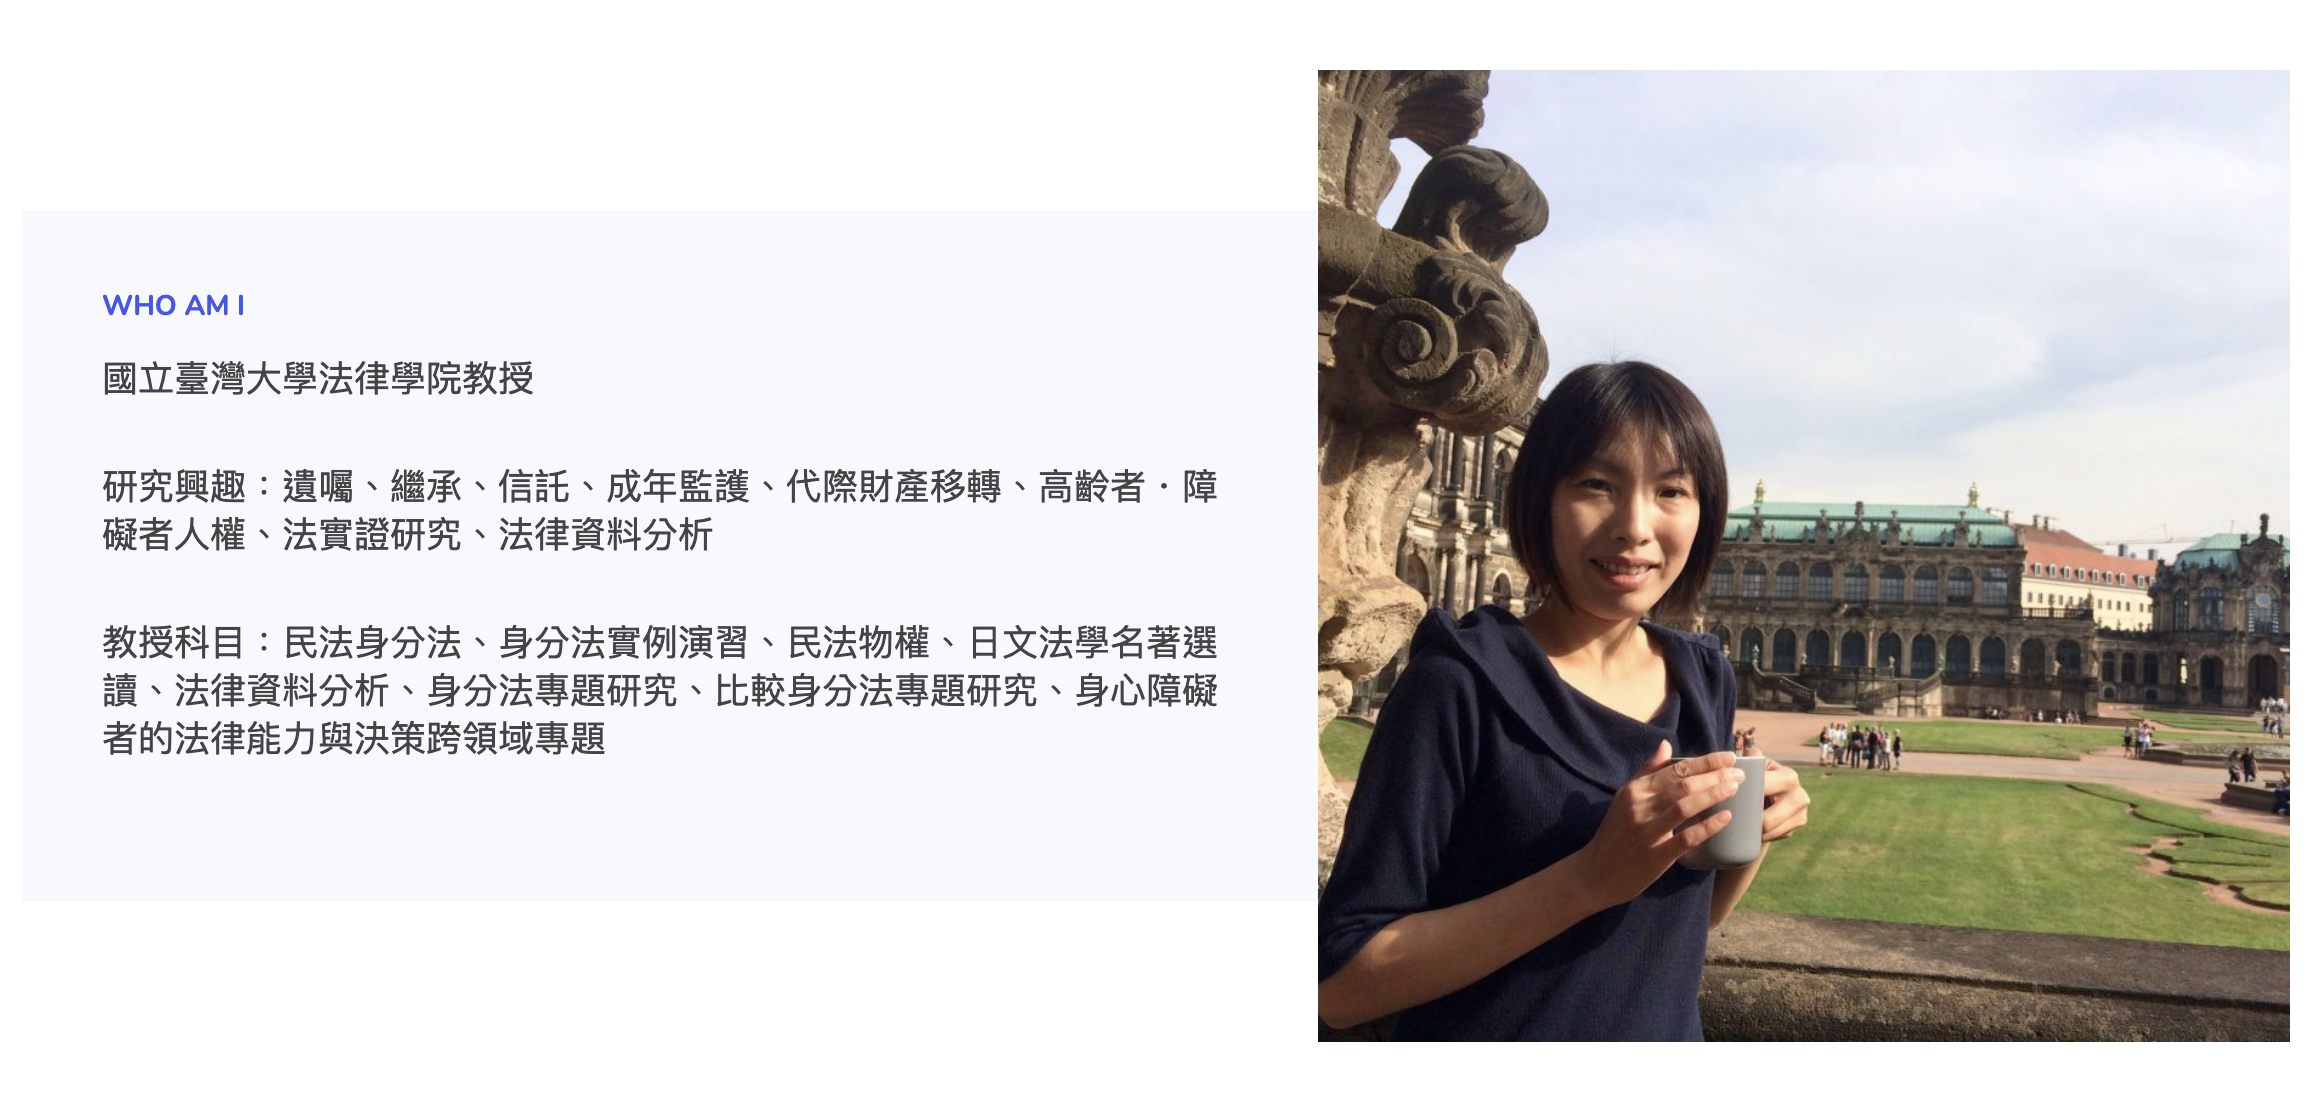 WHO AM I
國立臺灣大學法律學院教授
研究興趣：遺囑、繼承、信託、成年監護、代際財產移轉、高齡者．障
礙者人權、法實證研究、法律資料分析
教授科目：民法身分法、身分法實例演習、民法物權、日文法學名著選
讀、法律資料分析、身分法專題研究、比較身分法專題研究、身心障礙
者的法律能力與決策跨領域專題